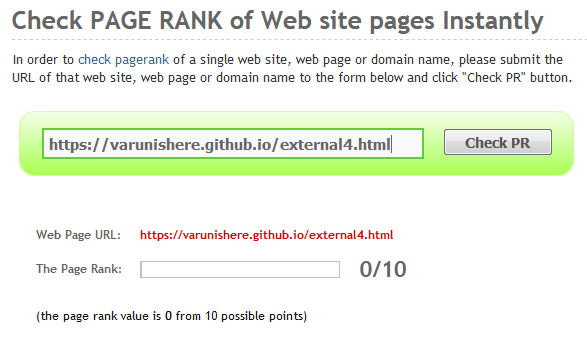 Check PAGE RANK of Web site pages Instantly
In order to check pagerank of a single web site, web page or domain name, please submit the
URL of that web site, web page or domain name to the form below and click "Check PR" button.
https://varunishere.github.io/external4.html
Check PR
Web Page URL: https://varunishere.github.io/external4.html
The Page Rank: 0/10
(the page rank value is 0 from 10 possible points)